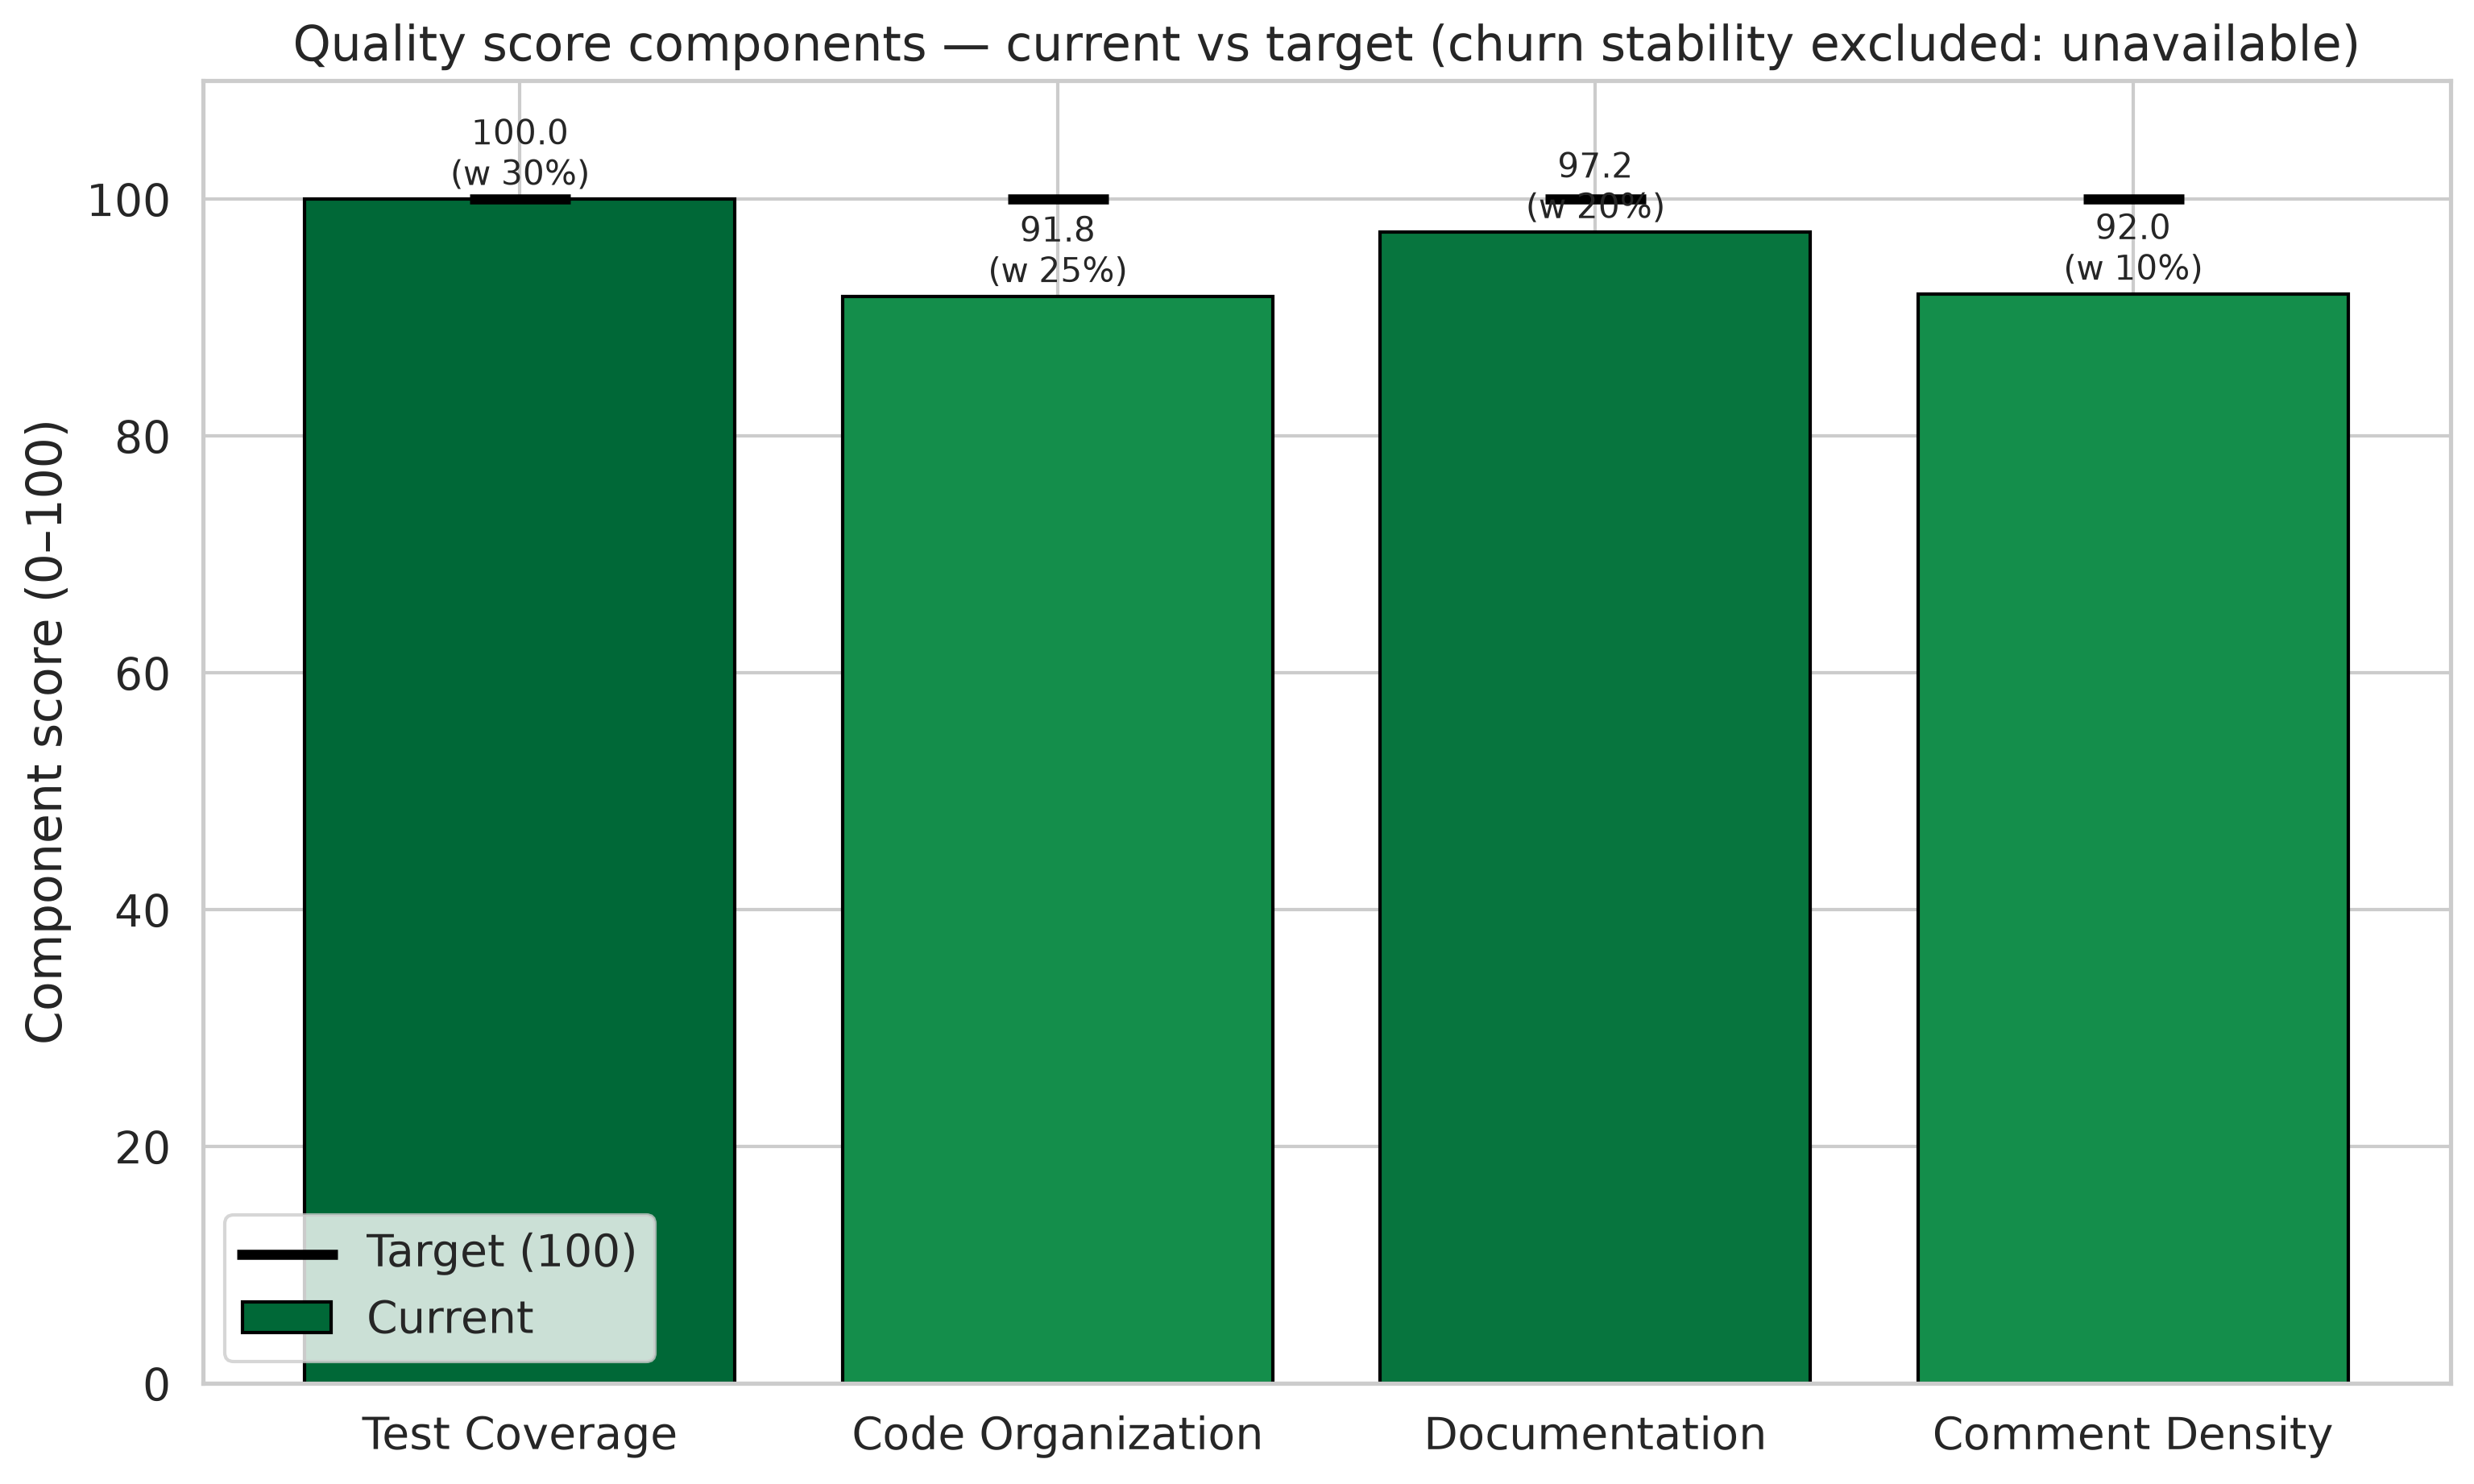 Quality score components — current vs target (churn stability excluded: unavailable)
Component score (0–100)
100
80
60
40
20
0
100.0
(w 30%)
91.8
(w 25%)
97.2
(w 20%)
92.0
(w 10%)
Target (100)
Current
Test Coverage
Code Organization
Documentation
Comment Density